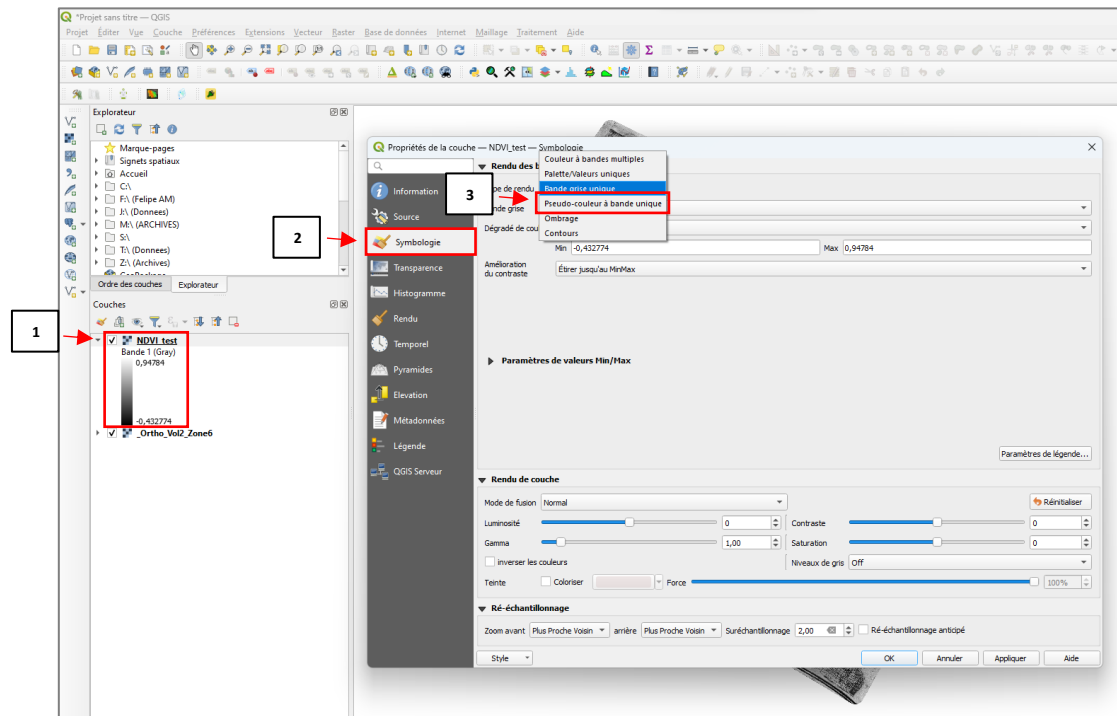 *Projet sans titre — QGIS
Projet Éditer Vue Couche Préférences Extensions Vecteur Raster Base de données Internet Maillage Traitement Aide
Explorateur
Marque-pages
Signets spatiaux
Accueil
C:\
F:\ (Felipe AM)
J:\ (Donnees)
M:\ (ARCHIVES)
S:\
T:\ (Donnees)
Z:\ (Archives)
Ordre des couches Explorateur
Couches
1
NDVI_test
Bande 1 (Gray)
0,94784
-0,432774
_Ortho_Vol2_Zone6
Propriétés de la couche — NDVI_test — Symbologie
2
Information
Source
Symbologie
Transparence
Histogramme
Rendu
Temporel
Pyramides
Elevation
Métadonnées
Légende
QGIS Serveur
3
Rendu des b
pe de rendu
nde grise
Dégradé de cou
Couleur à bandes multiples
Palette/Valeurs uniques
Bande grise unique
Pseudo-couleur à bande unique
Ombrage
Contours
Min -0,432774 Max 0,94784
Amélioration
du contraste
Étirer jusqu'au MinMax
Paramètres de valeurs Min/Max
Paramètres de légende...
Rendu de couche
Mode de fusion Normal Réinitialiser
Luminosité 0 Contraste 0
Gamma 1,00 Saturation 0
inverser les couleurs Niveaux de gris Off
Teinte Coloriser Force 100%
Ré-échantillonnage
Zoom avant Plus Proche Voisin arrière Plus Proche Voisin Suréchantillonnage 2,00 Ré-échantillonnage anticipé
Style OK Annuler Appliquer Aide